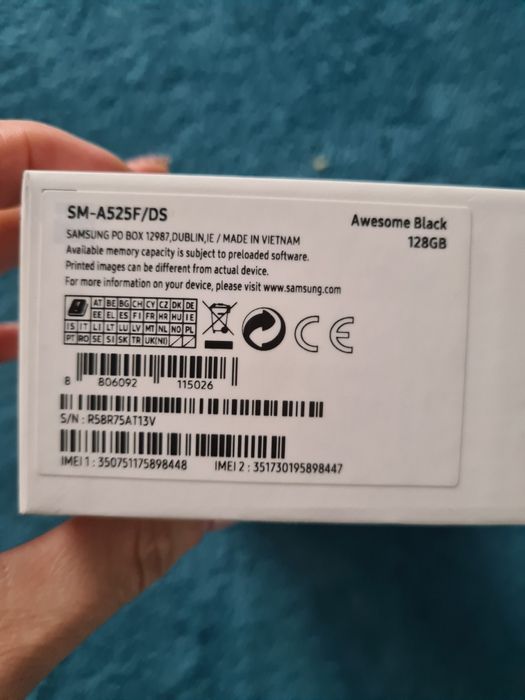 SM-A525F/DS
Awesome Black
128GB
SAMSUNG PO BOX 12987,DUBLIN,IE / MADE IN VIETNAM
Available memory capacity is subject to preloaded software.
Printed images can be different from actual device.
For more information on your device, please visit www.samsung.com
AT BE BG CH CY CZ DK DE
EE EL ES FI FR HR HU IE
IS IT LI LT LU LV MT NL NO PL
PT RO SE SI SK TR UK(NI)
CE
8 806092 115026
S/N : R58R75AT13V
IMEI 1 : 350751175898448 IMEI 2 : 351730195898447